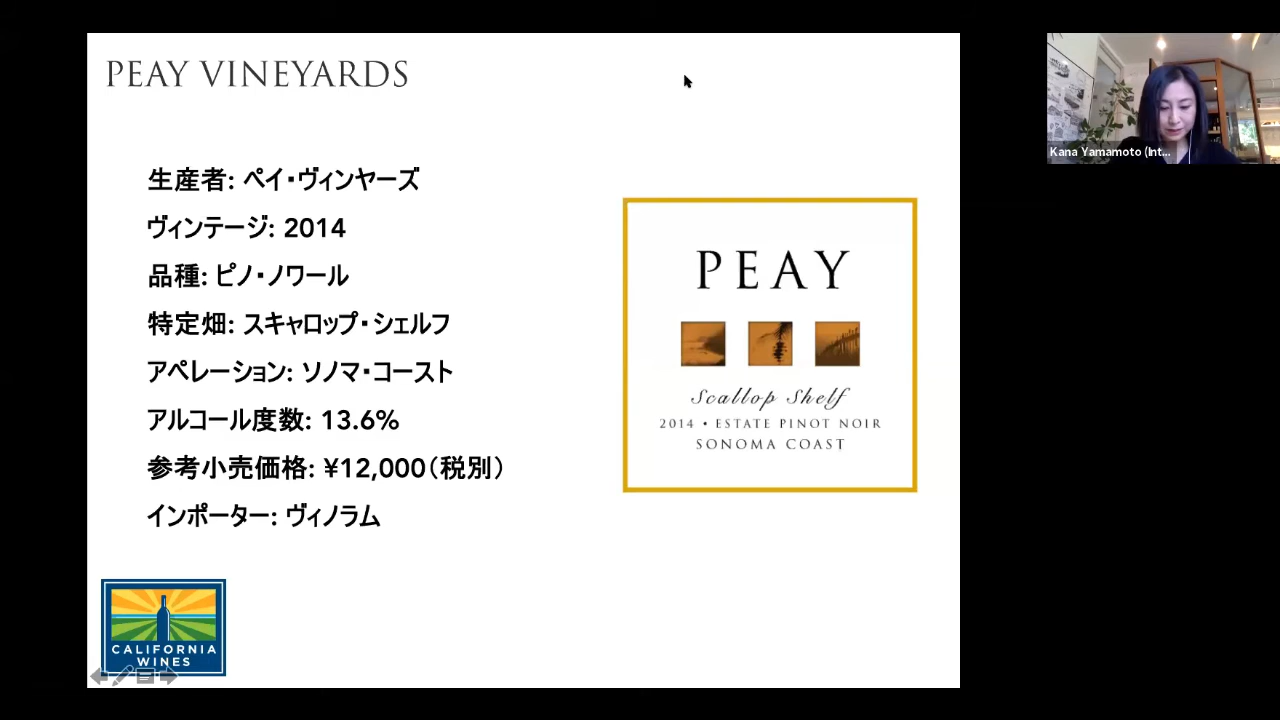 PEAY VINEYARDS
生産者: ペイ・ヴィンヤーズ
ヴィンテージ: 2014
品種: ピノ・ノワール
特定畑: スキャロップ・シェルフ
アペレーション: ソノマ・コースト
アルコール度数: 13.6%
参考小売価格: ¥12,000（税別）
インポーター: ヴィノラム
PEAY
Scallop Shelf
2014 • ESTATE PINOT NOIR
SONOMA COAST
CALIFORNIA
WINES
Kana Yamamoto (Int...